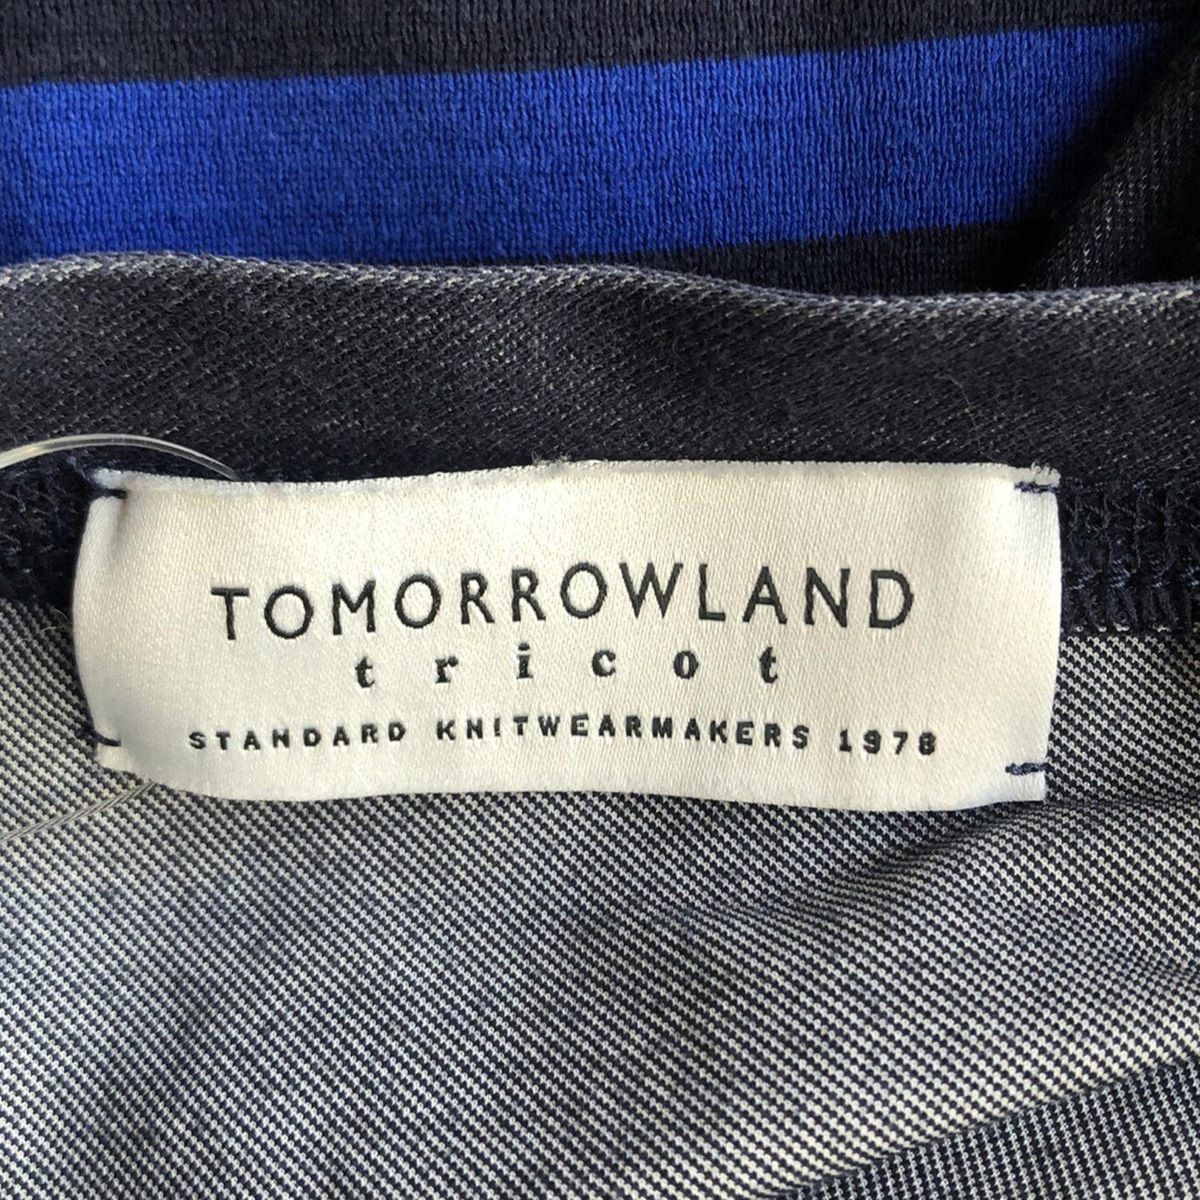 TOMORROWLAND
tricot
STANDARD KNITWEARMAKERS 1978